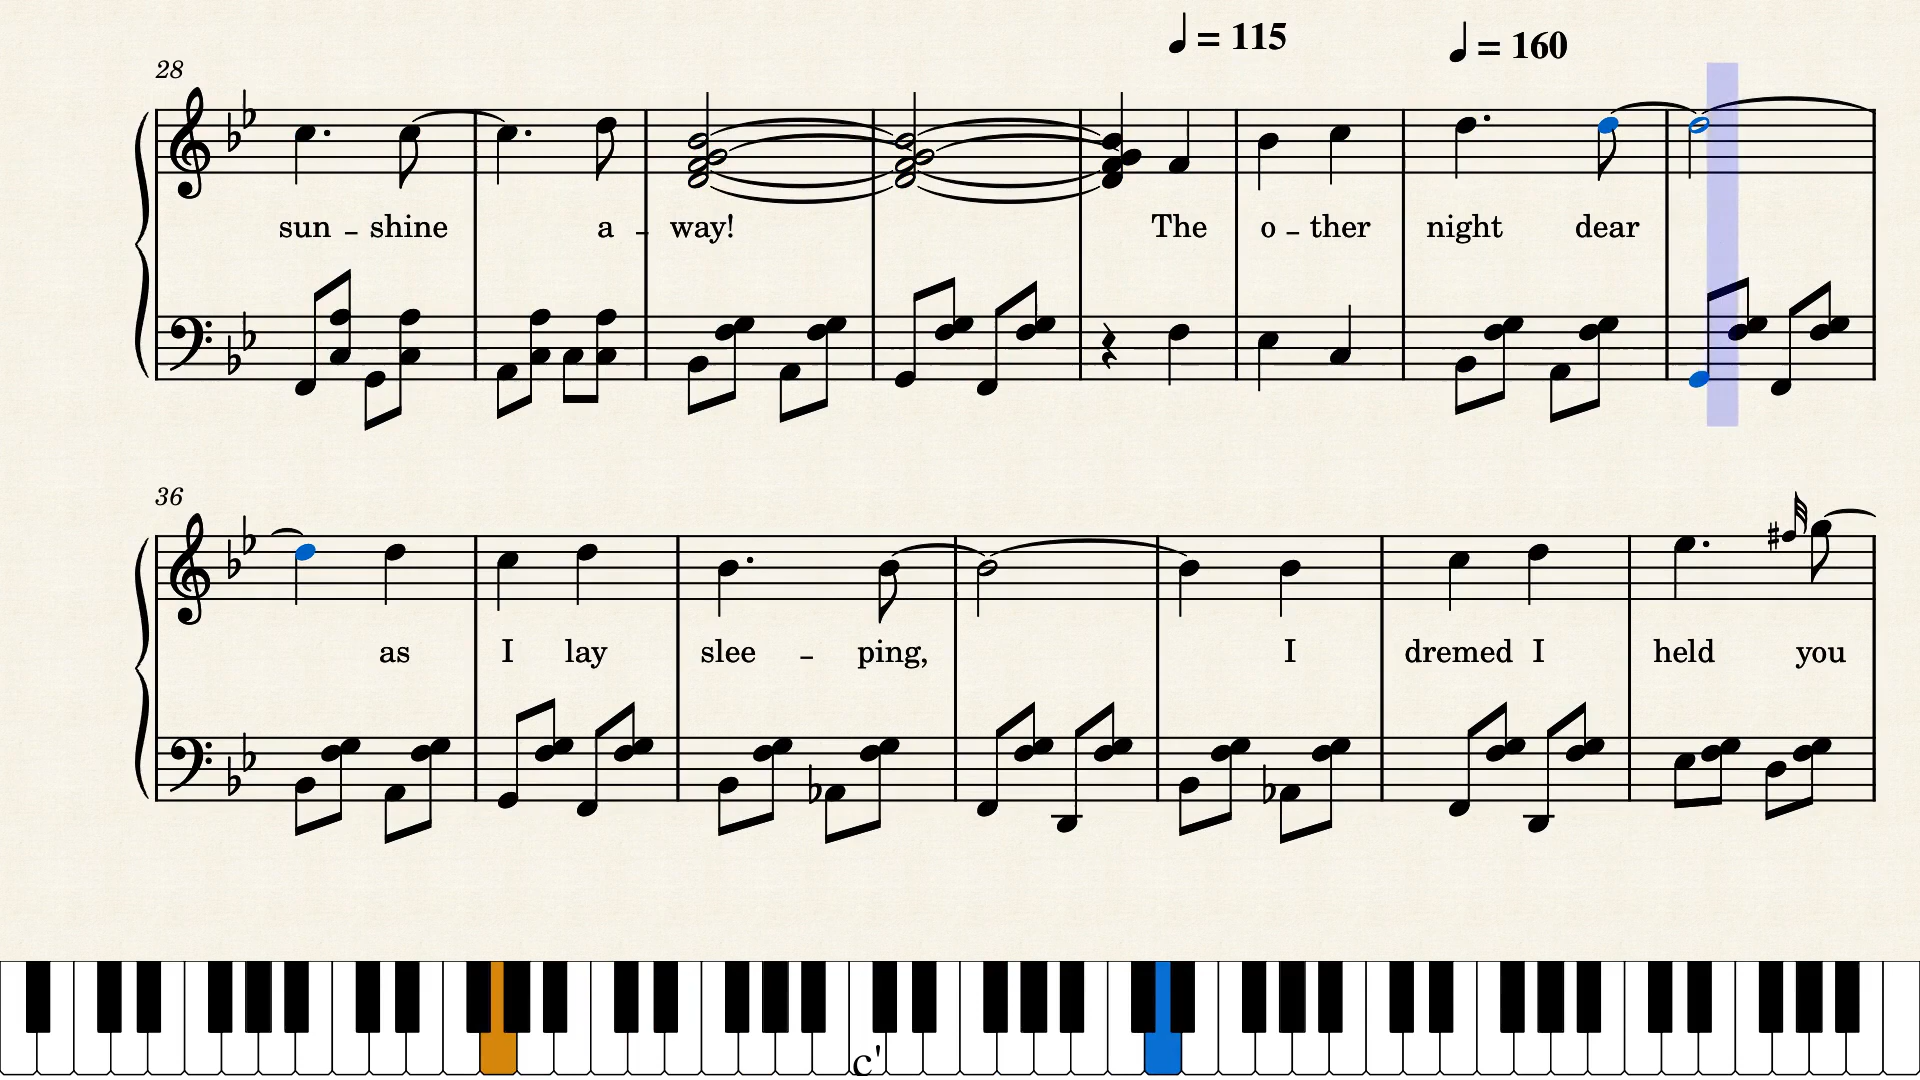 ♩ = 115 ♩ = 160
28
sun – shine a – way! The o – ther night dear
36
as I lay slee – ping, I dremed I held you
c'